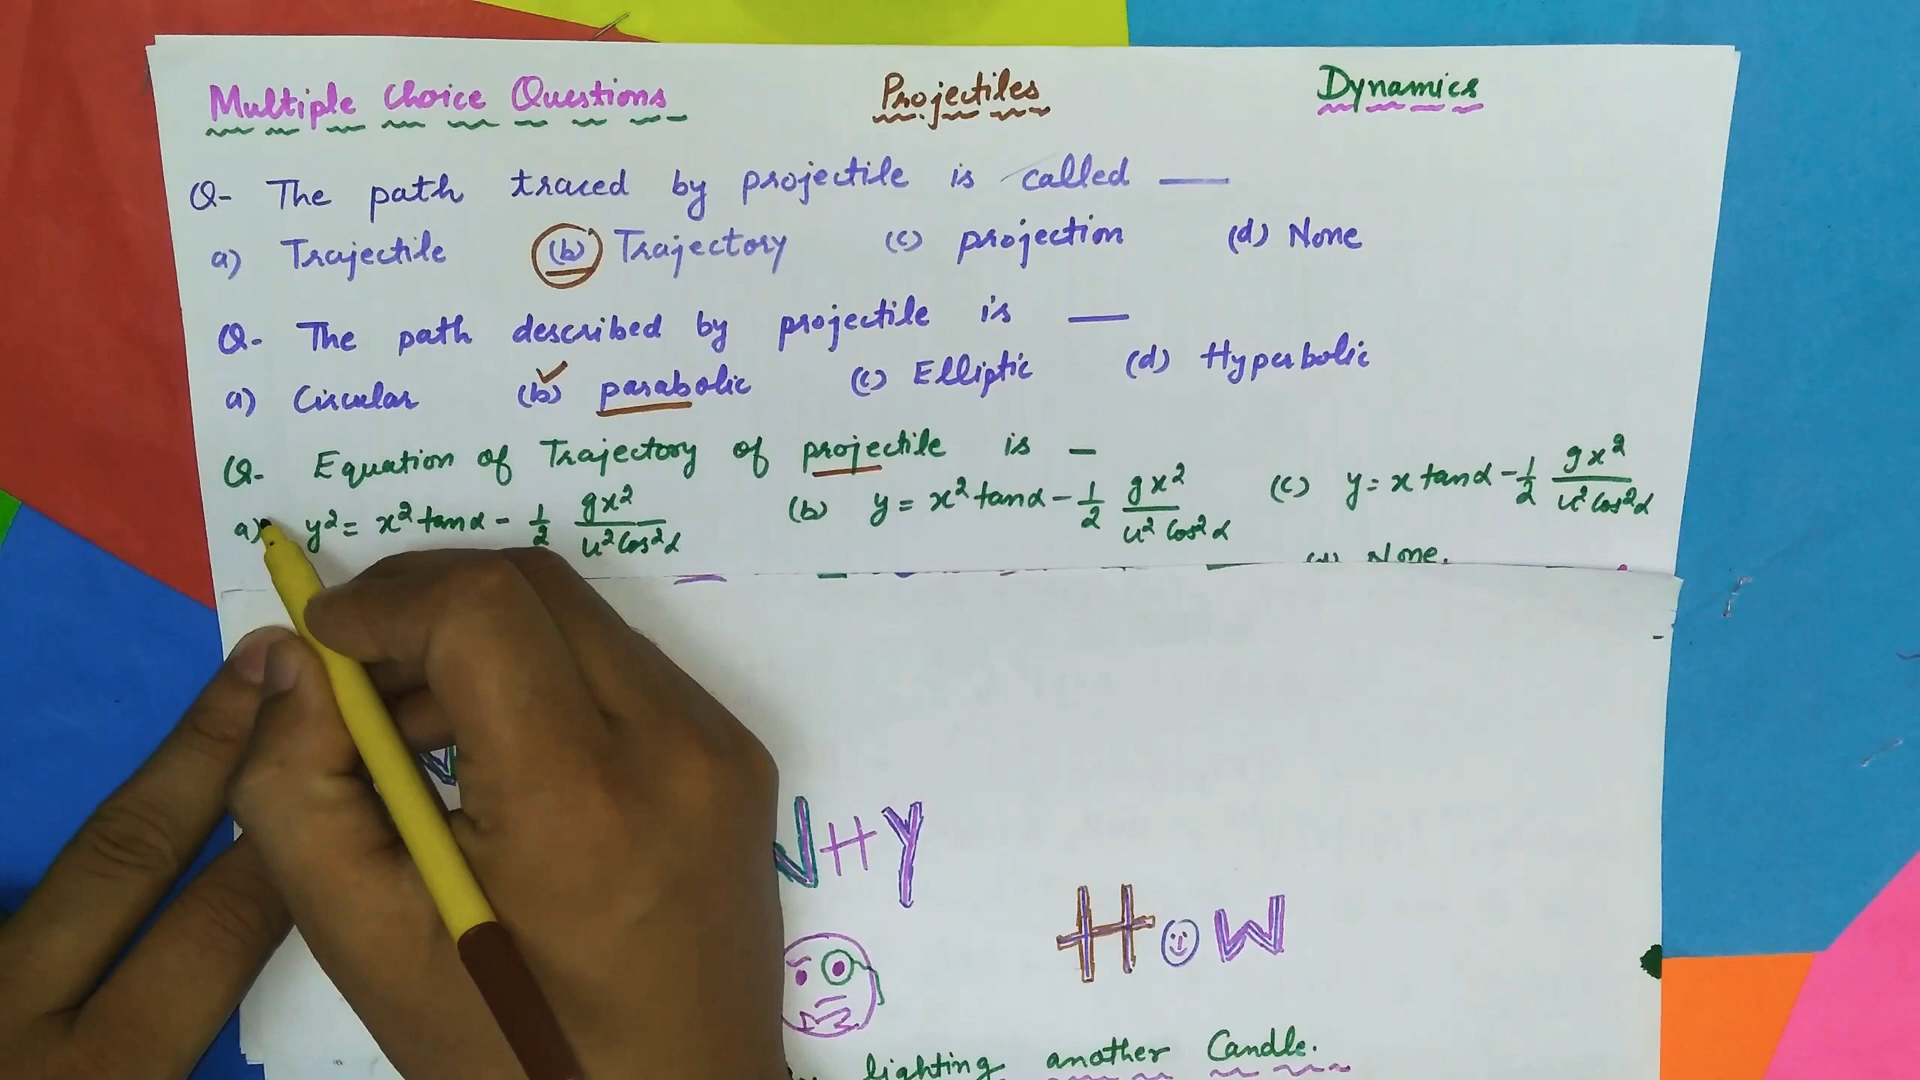 Multiple Choice Questions Projectiles Dynamics
Q- The path traced by projectile is called —
a) Trajectile (b) Trajectory (c) projection (d) None
Q- The path described by projectile is —
a) Circular (b) parabolic (c) Elliptic (d) Hyperbolic
Q- Equation of Trajectory of projectile is —
a) y² = x² tanα - 1/2 gx²/u²Cos²α (b) y = x² tanα - 1/2 gx²/u² Cos²α (c) y = x tanα - 1/2 gx²/u²Cos²α
(d) None.
HOW
lighting another Candle.